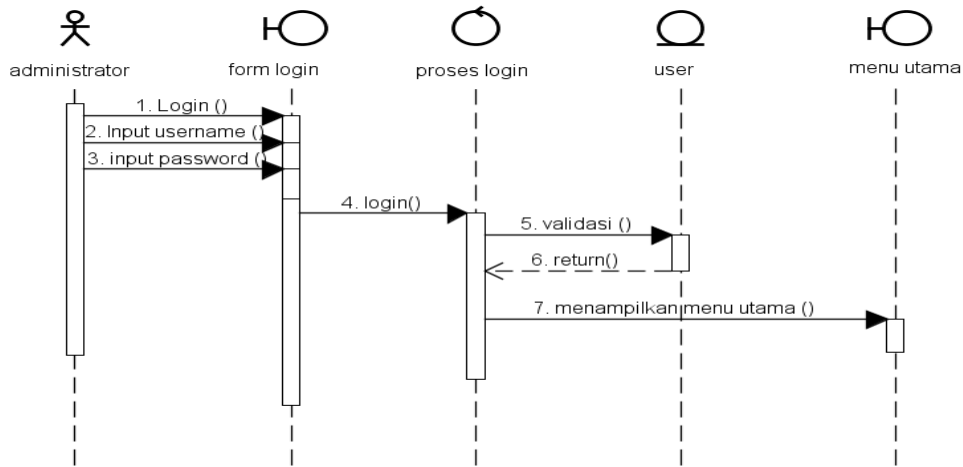 administrator
form login
proses login
user
menu utama
1. Login ()
2. Input username ()
3. input password ()
4. login()
5. validasi ()
6. return()
7. menampilkan menu utama ()